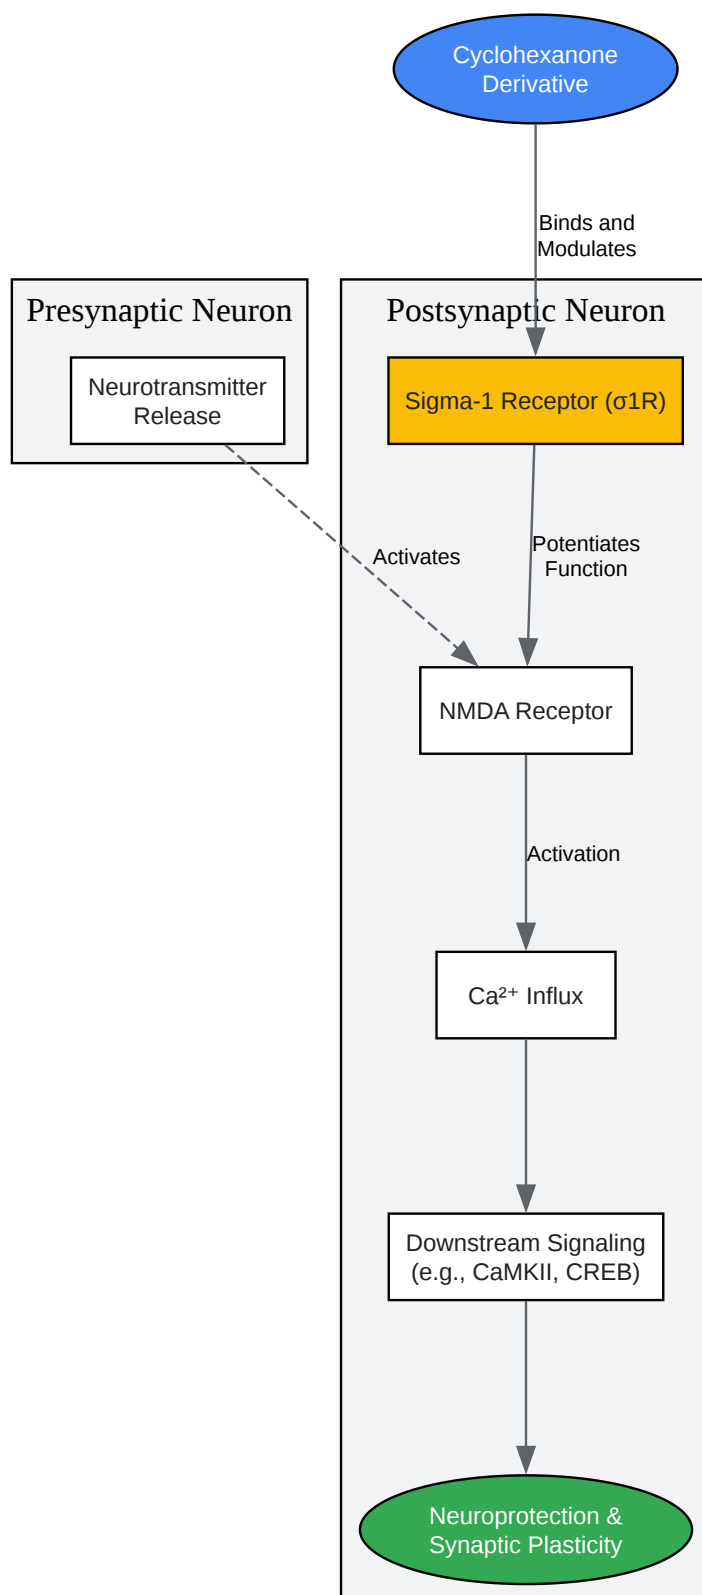 Cyclohexanone
Derivative
Binds and
Modulates
Presynaptic Neuron
Postsynaptic Neuron
Neurotransmitter
Release
Sigma-1 Receptor (σ1R)
Activates
Potentiates
Function
NMDA Receptor
Activation
Ca²⁺ Influx
Downstream Signaling
(e.g., CaMKII, CREB)
Neuroprotection &
Synaptic Plasticity